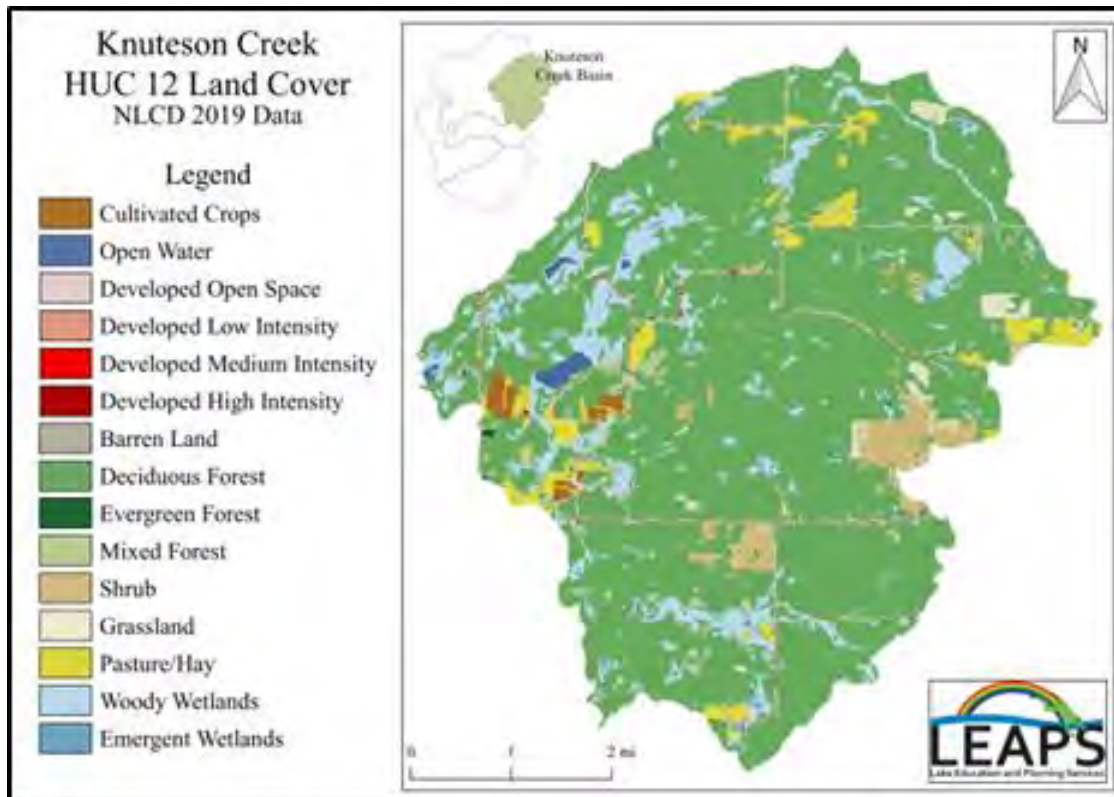 Knuteson Creek
HUC 12 Land Cover
NLCD 2019 Data
Legend
Cultivated Crops
Open Water
Developed Open Space
Developed Low Intensity
Developed Medium Intensity
Developed High Intensity
Barren Land
Deciduous Forest
Evergreen Forest
Mixed Forest
Shrub
Grassland
Pasture/Hay
Woody Wetlands
Emergent Wetlands
Knuteson
Creek Basin
N
0 1 2 mi
LEAPS
Lake Education and Planning Services